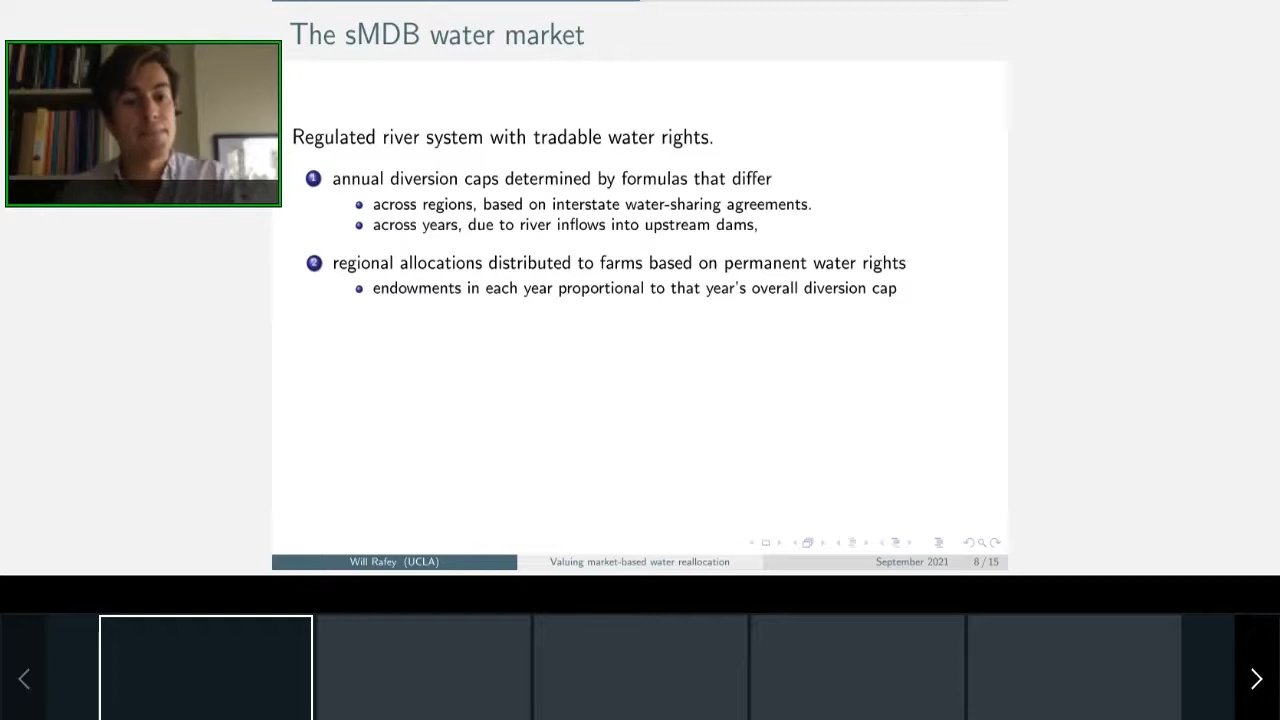 The sMDB water market
Regulated river system with tradable water rights.
1 annual diversion caps determined by formulas that differ
across regions, based on interstate water-sharing agreements.
across years, due to river inflows into upstream dams,
2 regional allocations distributed to farms based on permanent water rights
endowments in each year proportional to that year's overall diversion cap
Will Rafey (UCLA) Valuing market-based water reallocation September 2021 8 / 15